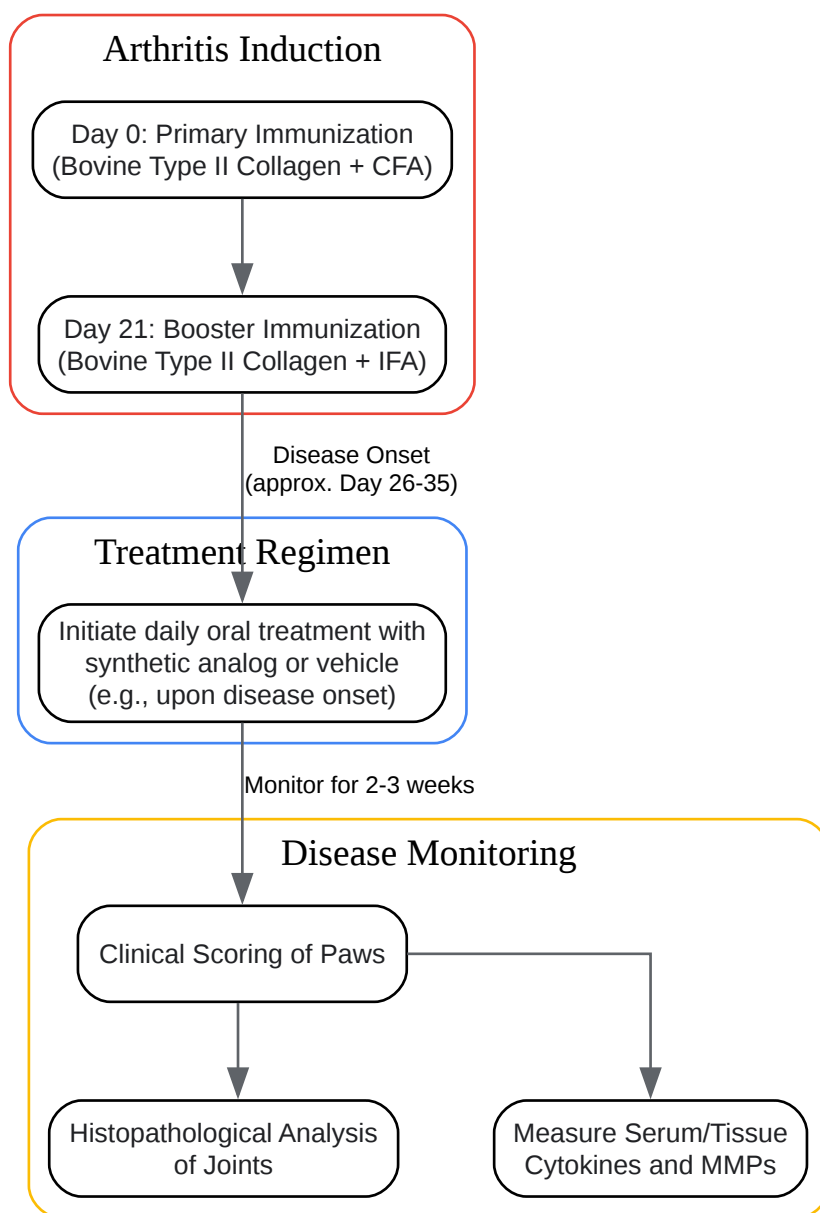 Arthritis Induction
Day 0: Primary Immunization
(Bovine Type II Collagen + CFA)
Day 21: Booster Immunization
(Bovine Type II Collagen + IFA)
Disease Onset
(approx. Day 26-35)
Treatment Regimen
Initiate daily oral treatment with
synthetic analog or vehicle
(e.g., upon disease onset)
Monitor for 2-3 weeks
Disease Monitoring
Clinical Scoring of Paws
Histopathological Analysis
of Joints
Measure Serum/Tissue
Cytokines and MMPs